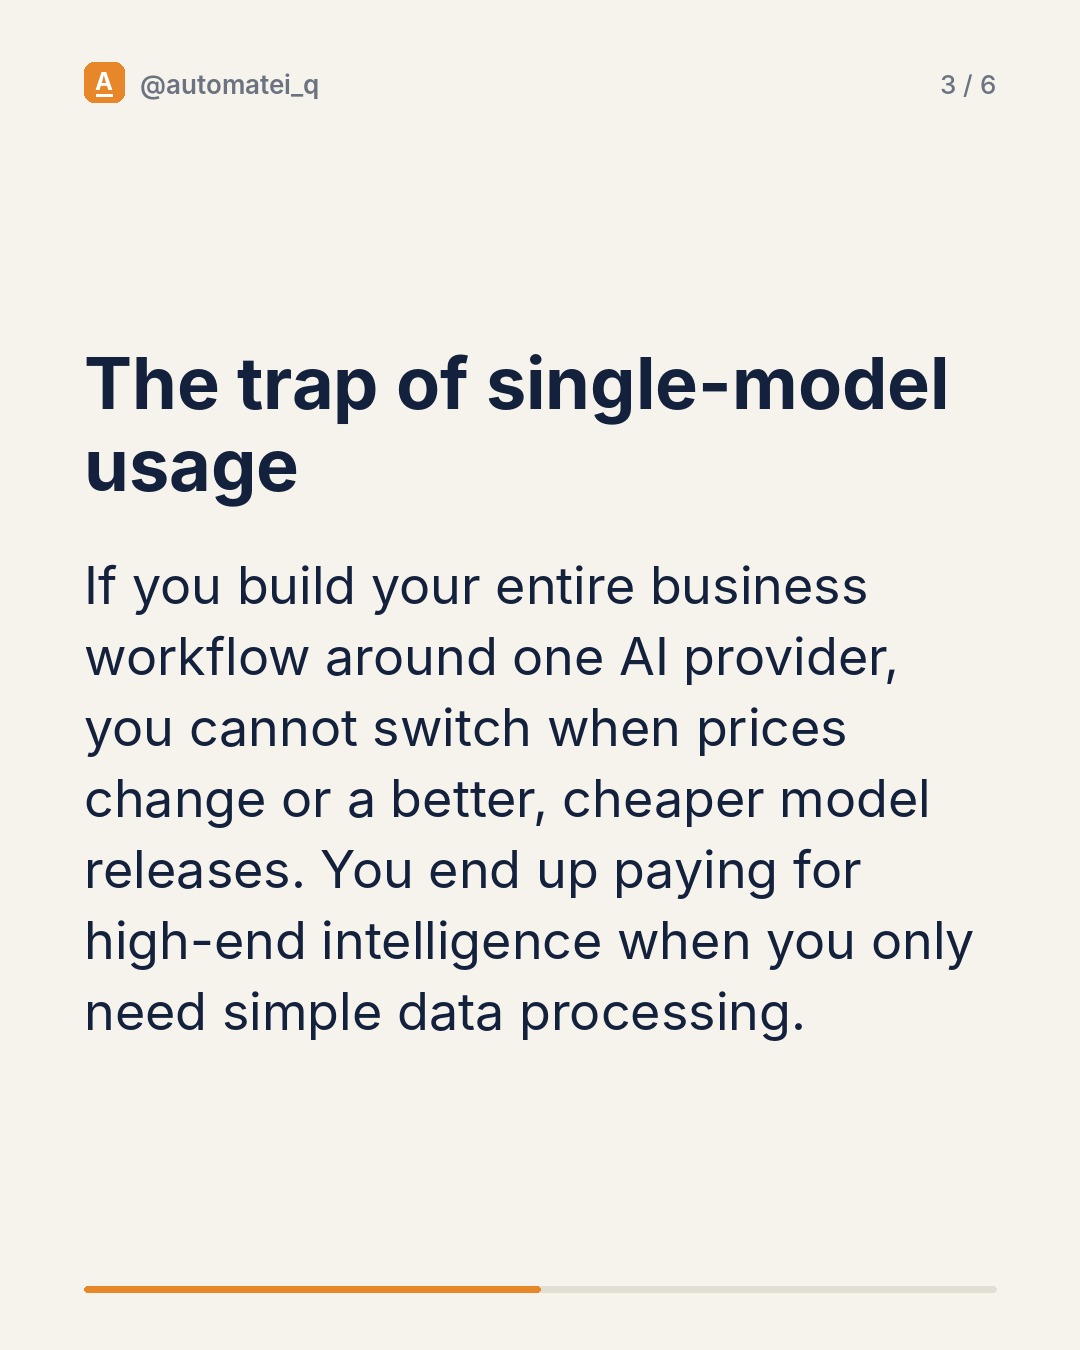 A
@automatei_q
3 / 6
The trap of single-model
usage
If you build your entire business
workflow around one AI provider,
you cannot switch when prices
change or a better, cheaper model
releases. You end up paying for
high-end intelligence when you only
need simple data processing.